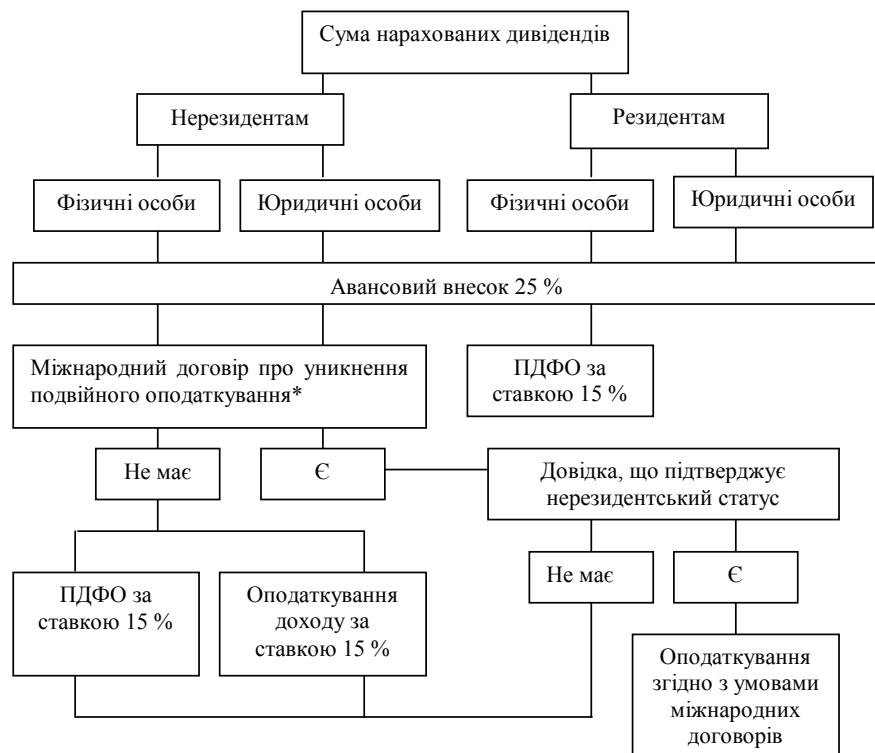 Сума нарахованих дивідендів
Нерезидентам
Резидентам
Фізичні особи
Юридичні особи
Фізичні особи
Юридичні особи
Авансовий внесок 25 %
Міжнародний договір про уникнення
подвійного оподаткування*
ПДФО за
ставкою 15 %
Не має
Є
Довідка, що підтверджує
нерезидентський статус
Не має
Є
ПДФО за
ставкою 15 %
Оподаткування
доходу за
ставкою 15 %
Оподаткування
згідно з умовами
міжнародних
договорів